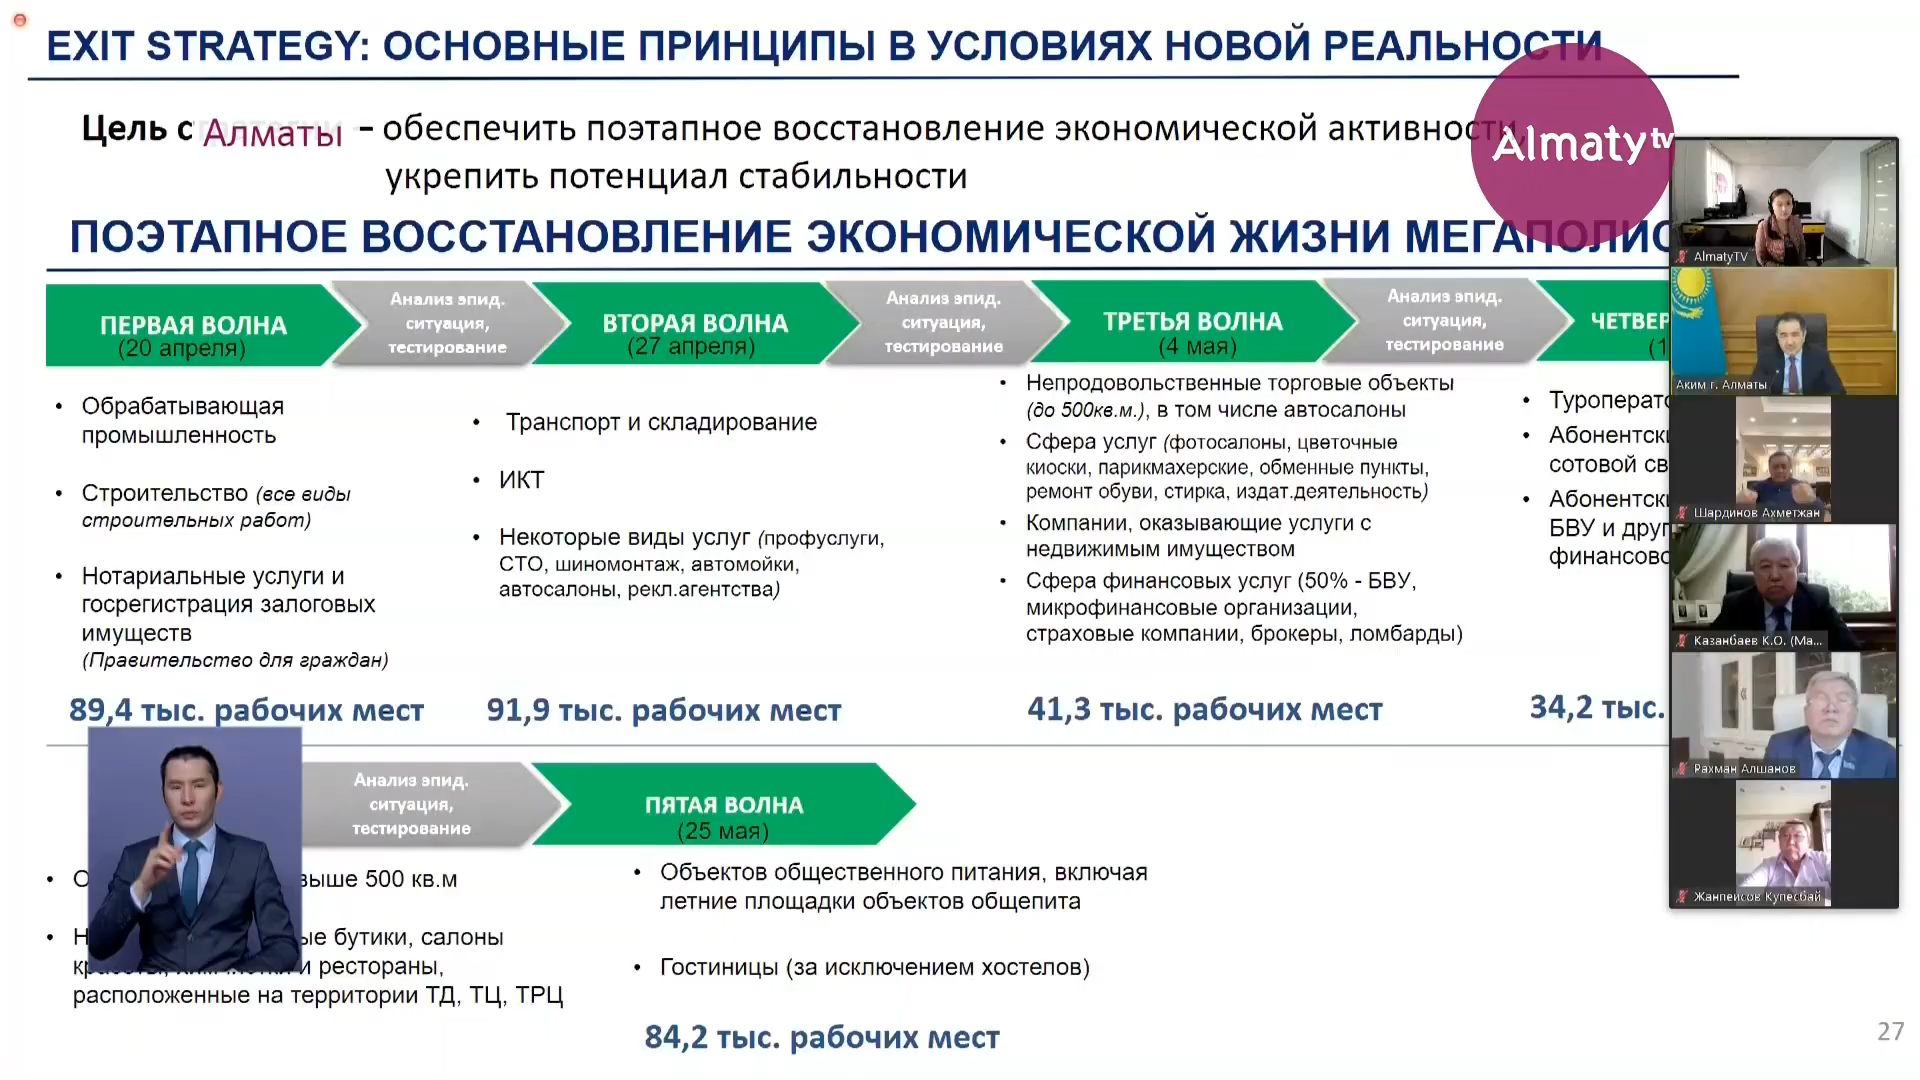 EXIT STRATEGY: ОСНОВНЫЕ ПРИНЦИПЫ В УСЛОВИЯХ НОВОЙ РЕАЛЬНОСТИ
Цель с Алматы – обеспечить поэтапное восстановление экономической активности,
укрепить потенциал стабильности
Almaty tv
ПОЭТАПНОЕ ВОССТАНОВЛЕНИЕ ЭКОНОМИЧЕСКОЙ ЖИЗНИ МЕГАПОЛИС
ПЕРВАЯ ВОЛНА
(20 апреля)
Анализ эпид.
ситуация,
тестирование
ВТОРАЯ ВОЛНА
(27 апреля)
Анализ эпид.
ситуация,
тестирование
ТРЕТЬЯ ВОЛНА
(4 мая)
Анализ эпид.
ситуация,
тестирование
ЧЕТВЕР
(1
• Обрабатывающая
промышленность
• Строительство (все виды
строительных работ)
• Нотариальные услуги и
госрегистрация залоговых
имуществ
(Правительство для граждан)
89,4 тыс. рабочих мест
• Транспорт и складирование
• ИКТ
• Некоторые виды услуг (профуслуги,
СТО, шиномонтаж, автомойки,
автосалоны, рекл.агентства)
91,9 тыс. рабочих мест
• Непродовольственные торговые объекты
(до 500кв.м.), в том числе автосалоны
• Сфера услуг (фотосалоны, цветочные
киоски, парикмахерские, обменные пункты,
ремонт обуви, стирка, издат.деятельность)
• Компании, оказывающие услуги с
недвижимым имуществом
• Сфера финансовых услуг (50% - БВУ,
микрофинансовые организации,
страховые компании, брокеры, ломбарды)
41,3 тыс. рабочих мест
• Туроперато
• Абонентски
сотовой св
• Абонентски
БВУ и друг
финансово
34,2 тыс.
Анализ эпид.
ситуация,
тестирование
ПЯТАЯ ВОЛНА
(25 мая)
• О выше 500 кв.м
• Н ые бутики, салоны
и рестораны,
расположенные на территории ТД, ТЦ, ТРЦ
• Объектов общественного питания, включая
летние площадки объектов общепита
• Гостиницы (за исключением хостелов)
84,2 тыс. рабочих мест
AlmatyTV
Аким г. Алматы
Шардинов Ахметжан
Казанбаев К.О. (Ма...
Рахман Алшанов
Жанпеисов Купесбай
27